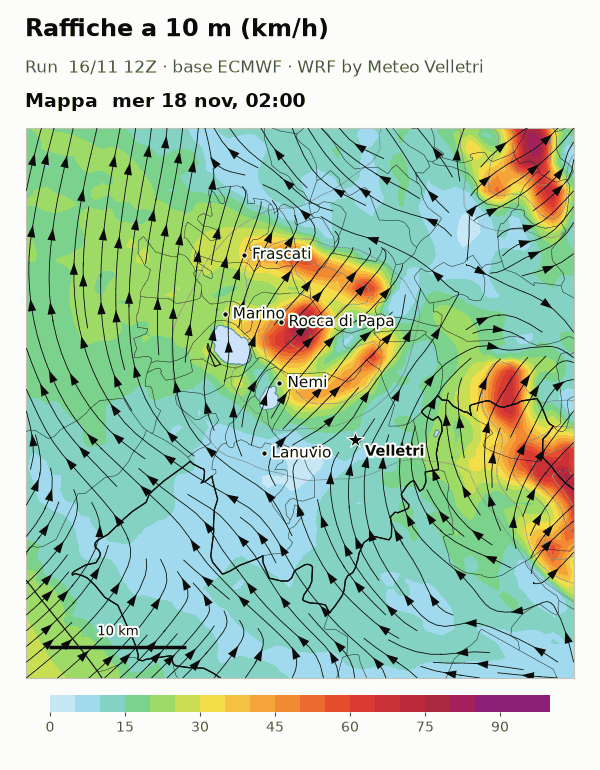 Raffiche a 10 m (km/h)
Run  16/11 12Z · base ECMWF · WRF by Meteo Velletri
Mappa  mer 18 nov, 02:00
Frascati
Marino
Rocca di Papa
Nemi
Velletri
Lanuvio
10 km
0 15 30 45 60 75 90